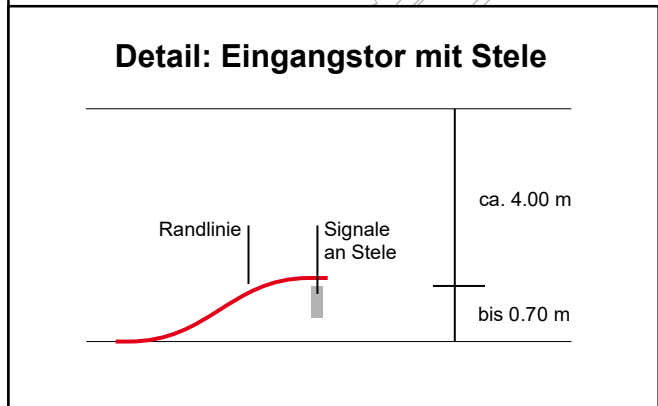 Detail: Eingangstor mit Stele
ca. 4.00 m
Randlinie
Signale
an Stele
bis 0.70 m